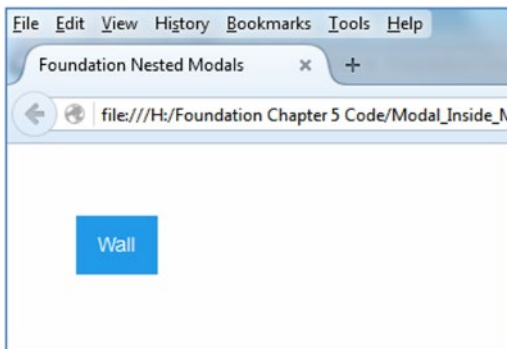 File Edit View History Bookmarks Tools Help
Foundation Nested Modals × +
file:///H:/Foundation Chapter 5 Code/Modal_Inside_
Wall